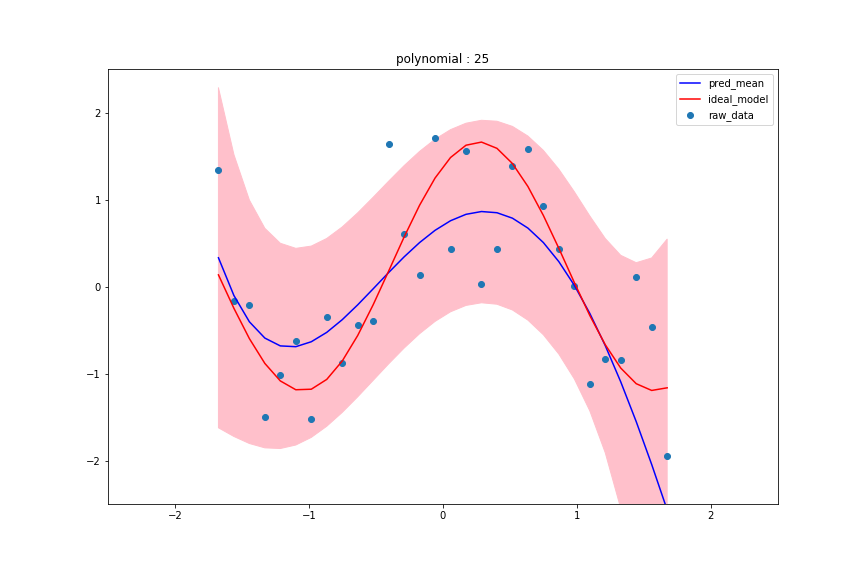 polynomial : 25
pred_mean
ideal_model
raw_data
2
1
0
−1
−2
−2
−1
0
1
2